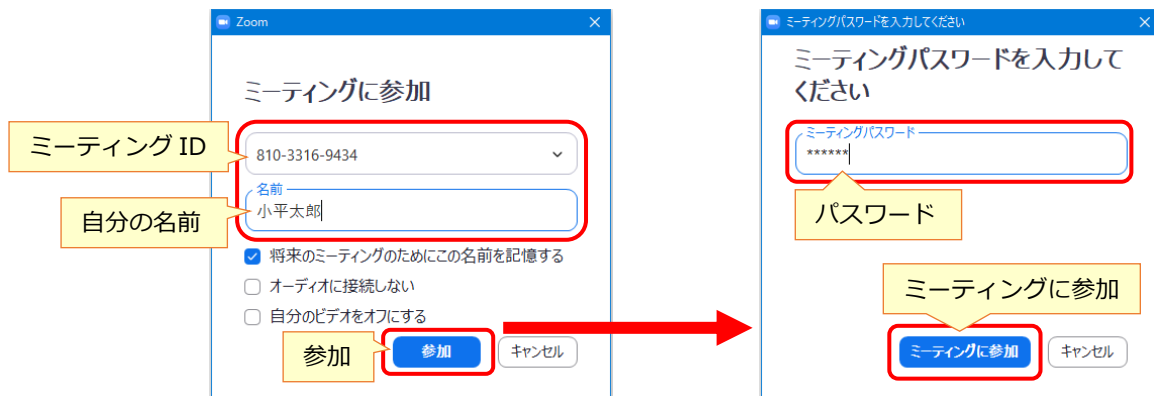 Zoom
ミーティングに参加
ミーティング ID
810-3316-9434
名前
自分の名前
小平太郎
将来のミーティングのためにこの名前を記憶する
オーディオに接続しない
自分のビデオをオフにする
参加
参加
キャンセル
ミーティングパスワードを入力してください
ミーティングパスワードを入力して
ください
ミーティングパスワード
******
パスワード
ミーティングに参加
ミーティングに参加
キャンセル